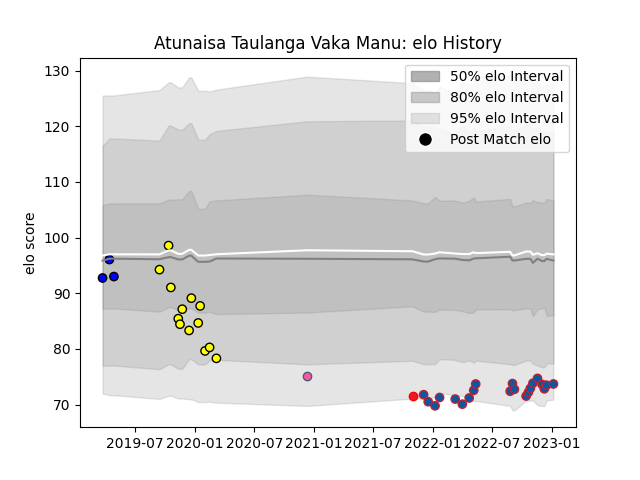 Atunaisa Taulanga Vaka Manu: elo History
elo score
130
120
110
100
90
80
70
50% elo Interval
80% elo Interval
95% elo Interval
Post Match elo
2019-07 2020-01 2020-07 2021-01 2021-07 2022-01 2022-07 2023-01